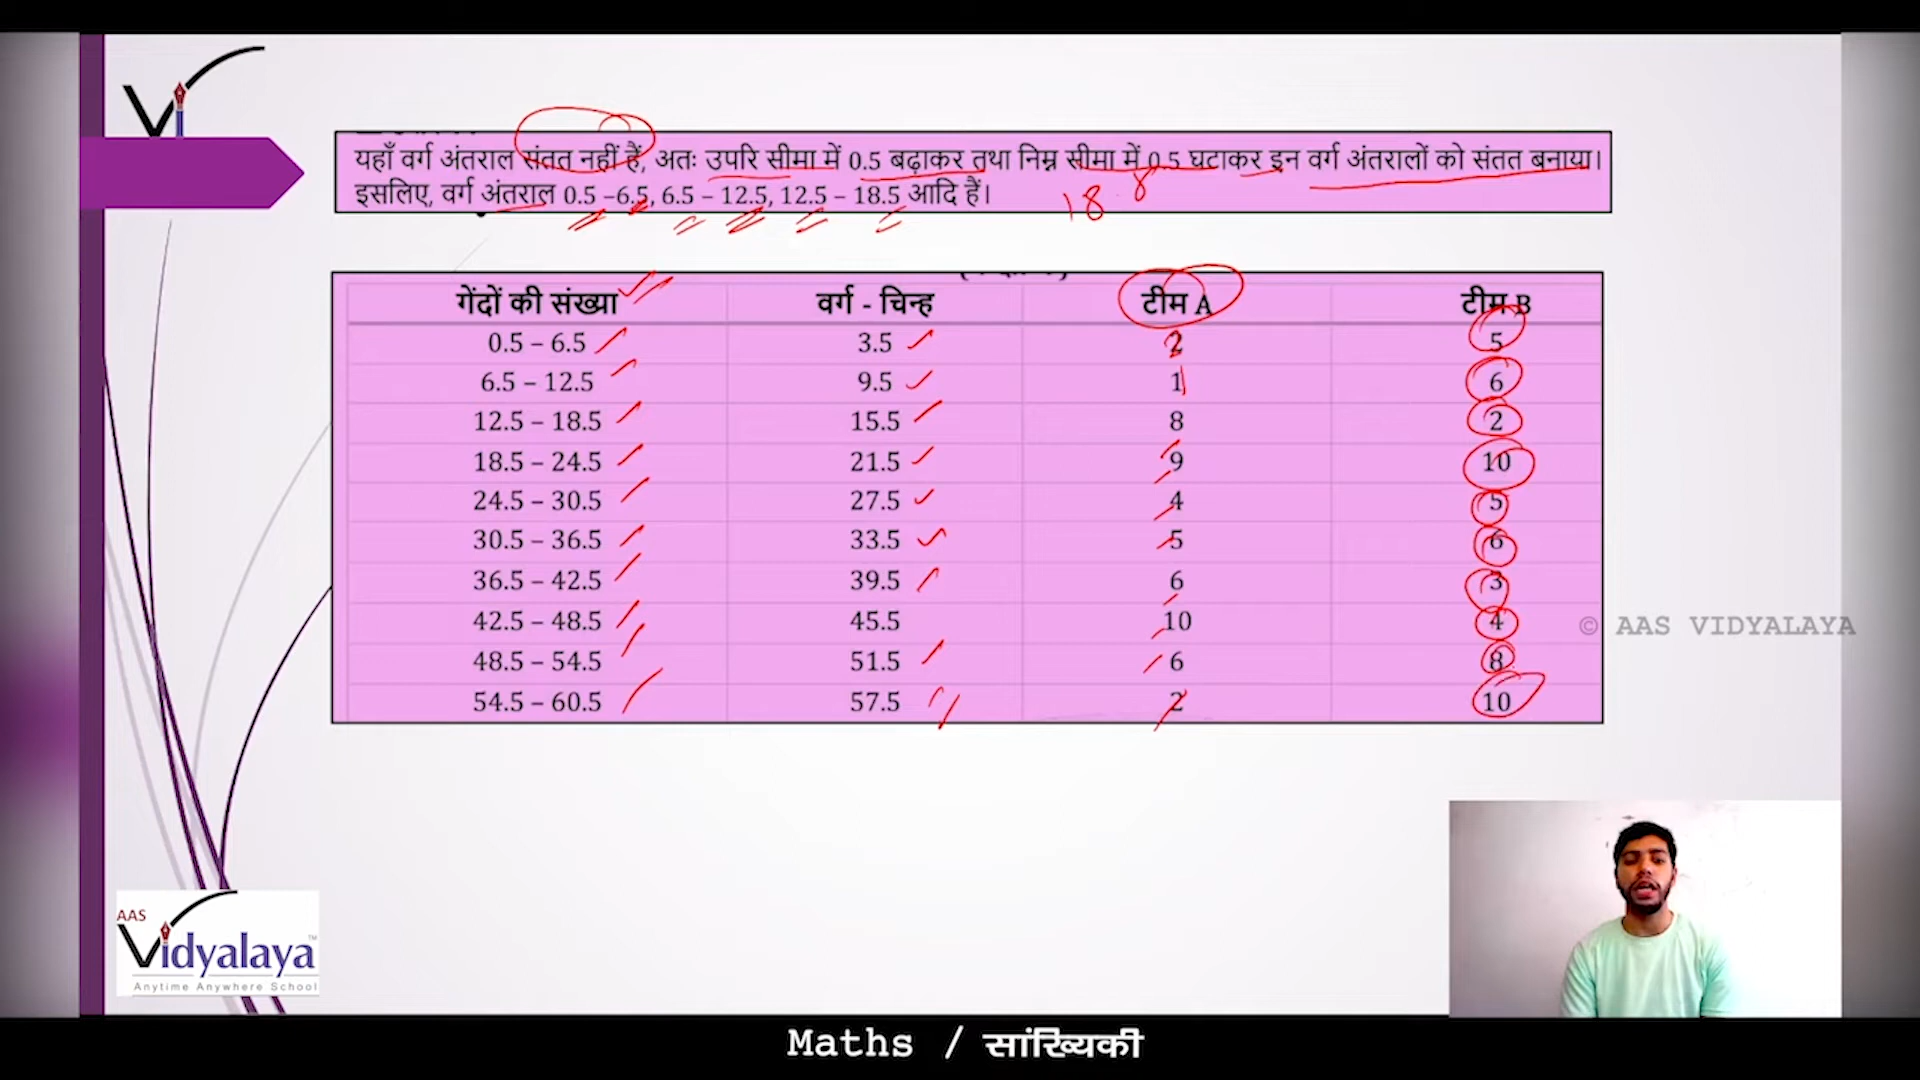 यहाँ वर्ग अंतराल संतत नहीं हैं, अतः उपरि सीमा में 0.5 बढ़ाकर तथा निम्न सीमा में 0.5 घटाकर इन वर्ग अंतरालों को संतत बनाया।
इसलिए, वर्ग अंतराल 0.5 –6.5, 6.5 – 12.5, 12.5 – 18.5 आदि हैं।
18 8
गेंदों की संख्या वर्ग - चिन्ह टीम A टीम B
0.5 – 6.5 3.5 2 5
6.5 – 12.5 9.5 1 6
12.5 – 18.5 15.5 8 2
18.5 – 24.5 21.5 9 10
24.5 – 30.5 27.5 4 5
30.5 – 36.5 33.5 5 6
36.5 – 42.5 39.5 6 3
42.5 – 48.5 45.5 10 4
48.5 – 54.5 51.5 6 8
54.5 – 60.5 57.5 2 10
© AAS VIDYALAYA
AAS
Vidyalaya™
Anytime Anywhere School
Maths / सांख्यिकी